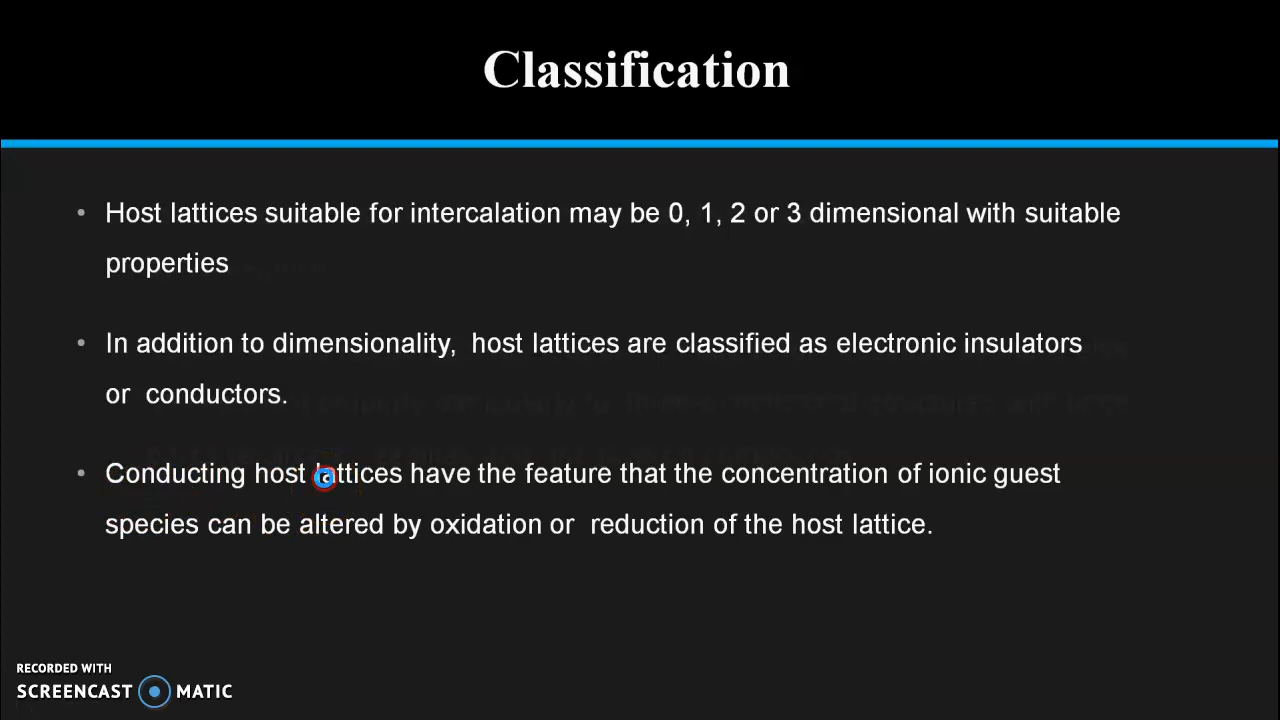 Classification
• Host lattices suitable for intercalation may be 0, 1, 2 or 3 dimensional with suitable
properties
• In addition to dimensionality, host lattices are classified as electronic insulators
or conductors.
• Conducting host lattices have the feature that the concentration of ionic guest
species can be altered by oxidation or reduction of the host lattice.
RECORDED WITH
SCREENCAST MATIC